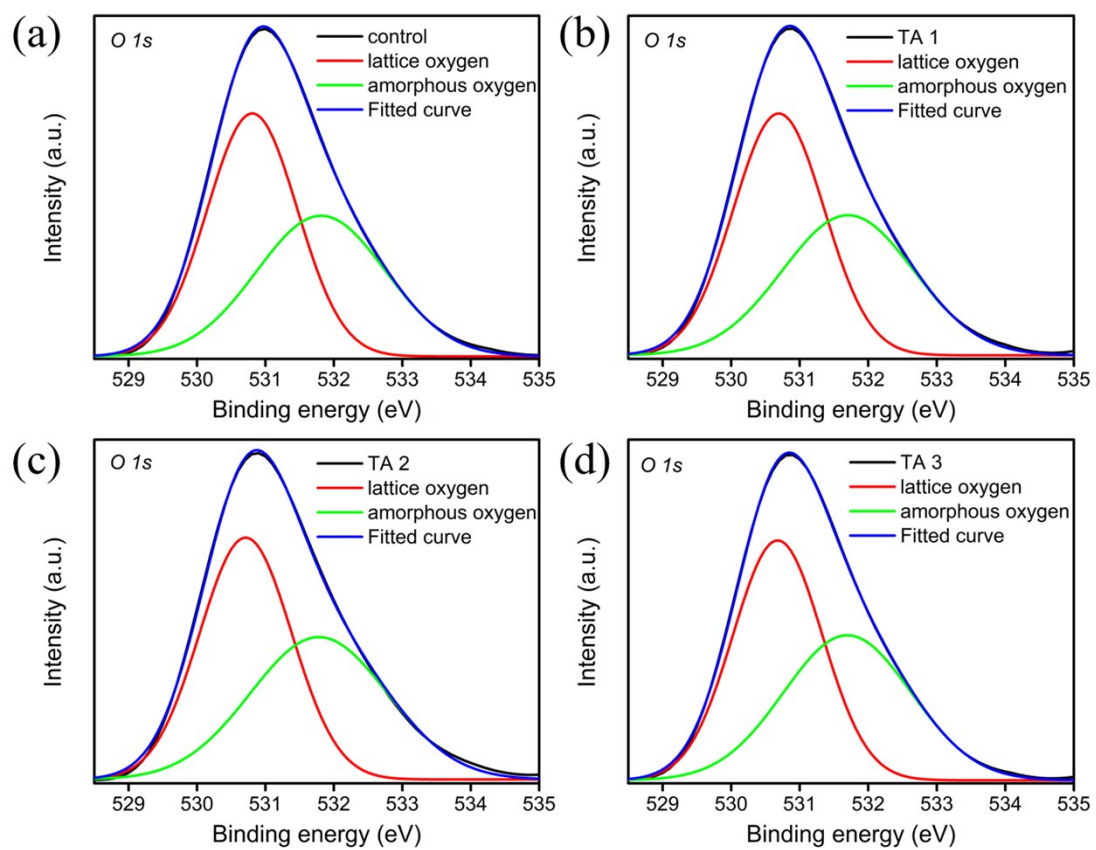 (a)
O 1s
control
lattice oxygen
amorphous oxygen
Fitted curve
Intensity (a.u.)
529 530 531 532 533 534 535
Binding energy (eV)
(b)
O 1s
TA 1
lattice oxygen
amorphous oxygen
Fitted curve
Intensity (a.u.)
529 530 531 532 533 534 535
Binding energy (eV)
(c)
O 1s
TA 2
lattice oxygen
amorphous oxygen
Fitted curve
Intensity (a.u.)
529 530 531 532 533 534 535
Binding energy (eV)
(d)
O 1s
TA 3
lattice oxygen
amorphous oxygen
Fitted curve
Intensity (a.u.)
529 530 531 532 533 534 535
Binding energy (eV)